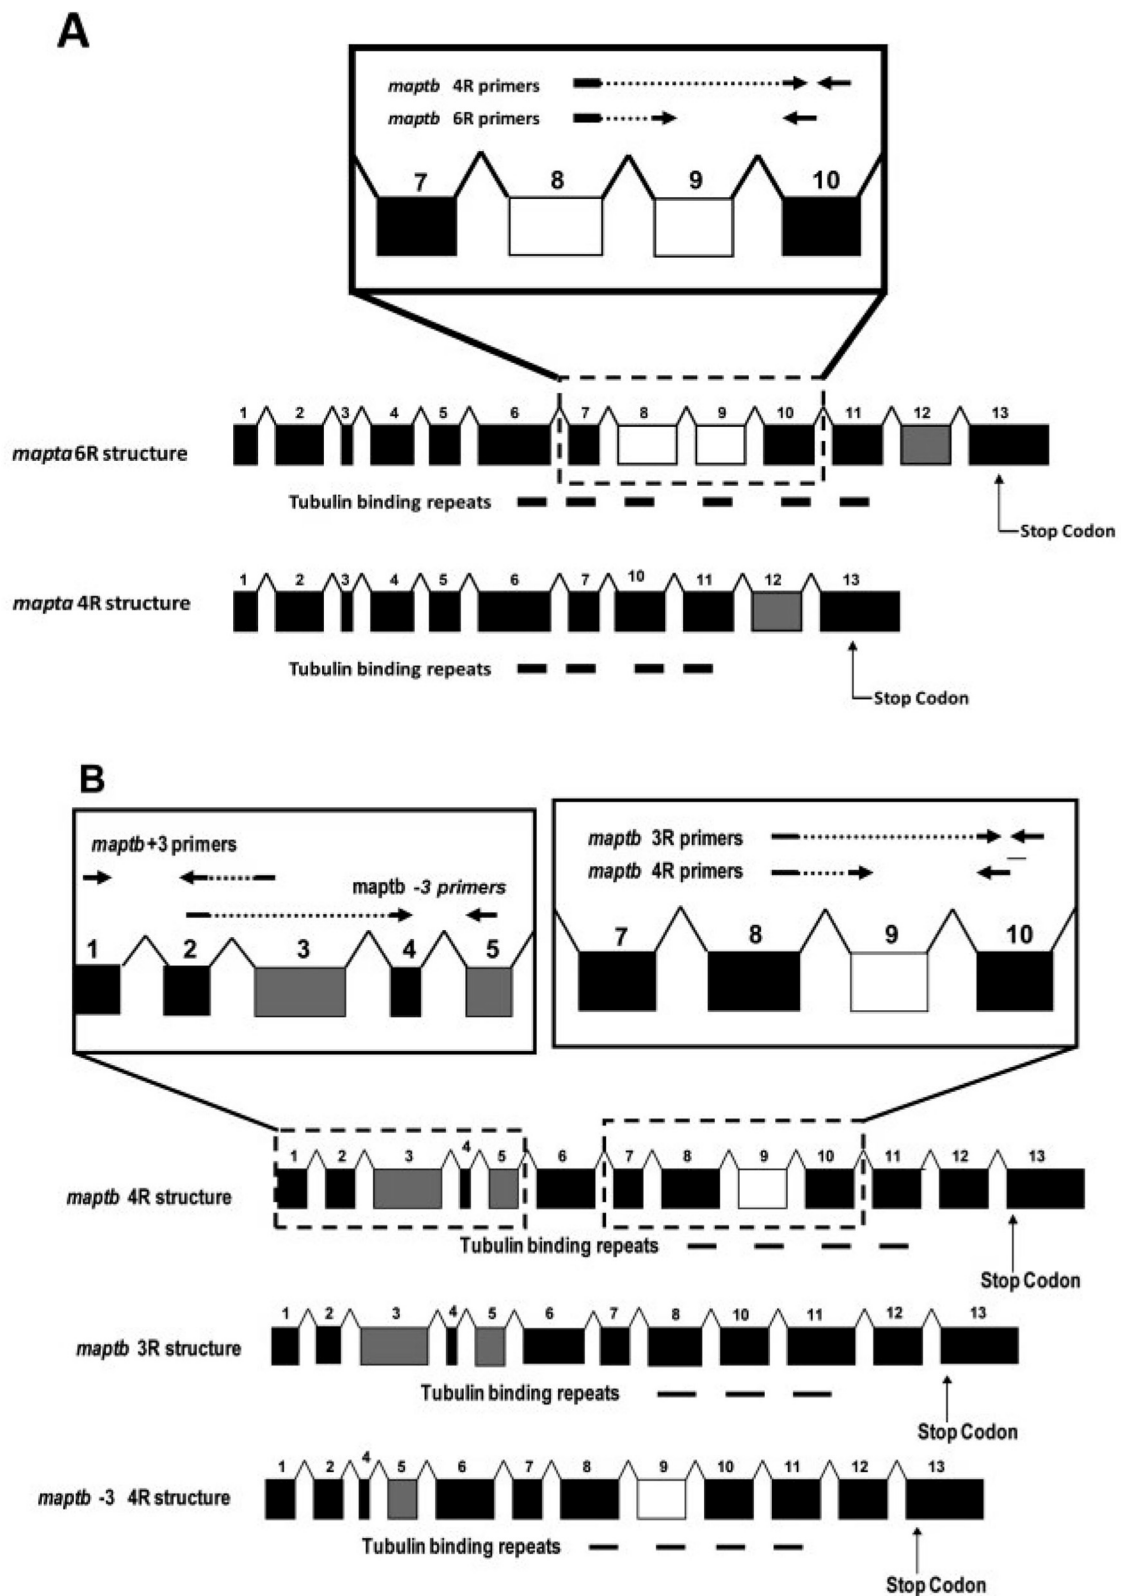 A
maptb 4R primers
maptb 6R primers
7 8 9 10
1 2 3 4 5 6 7 8 9 10 11 12 13
mapta 6R structure
Tubulin binding repeats
Stop Codon
1 2 3 4 5 6 7 10 11 12 13
mapta 4R structure
Tubulin binding repeats
Stop Codon
B
maptb +3 primers
maptb -3 primers
1 2 3 4 5
maptb 3R primers
maptb 4R primers
7 8 9 10
1 2 3 4 5 6 7 8 9 10 11 12 13
maptb 4R structure
Tubulin binding repeats
Stop Codon
1 2 3 4 5 6 7 8 10 11 12 13
maptb 3R structure
Tubulin binding repeats
Stop Codon
1 2 4 5 6 7 8 9 10 11 12 13
maptb -3 4R structure
Tubulin binding repeats
Stop Codon